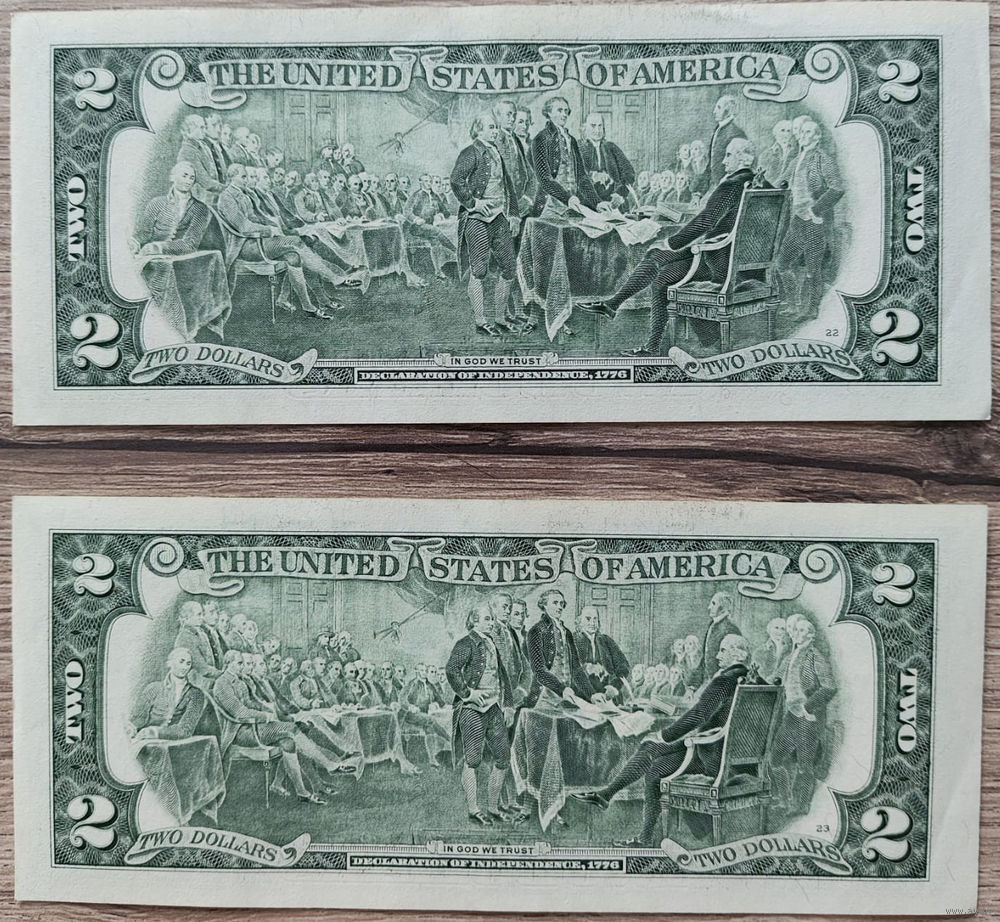 2 THE UNITED STATES OF AMERICA 2
TWO TWO
22
2 TWO DOLLARS IN GOD WE TRUST TWO DOLLARS 2
DECLARATION OF INDEPENDENCE, 1776
2 THE UNITED STATES OF AMERICA 2
TWO TWO
23
2 TWO DOLLARS IN GOD WE TRUST TWO DOLLARS 2
DECLARATION OF INDEPENDENCE, 1776